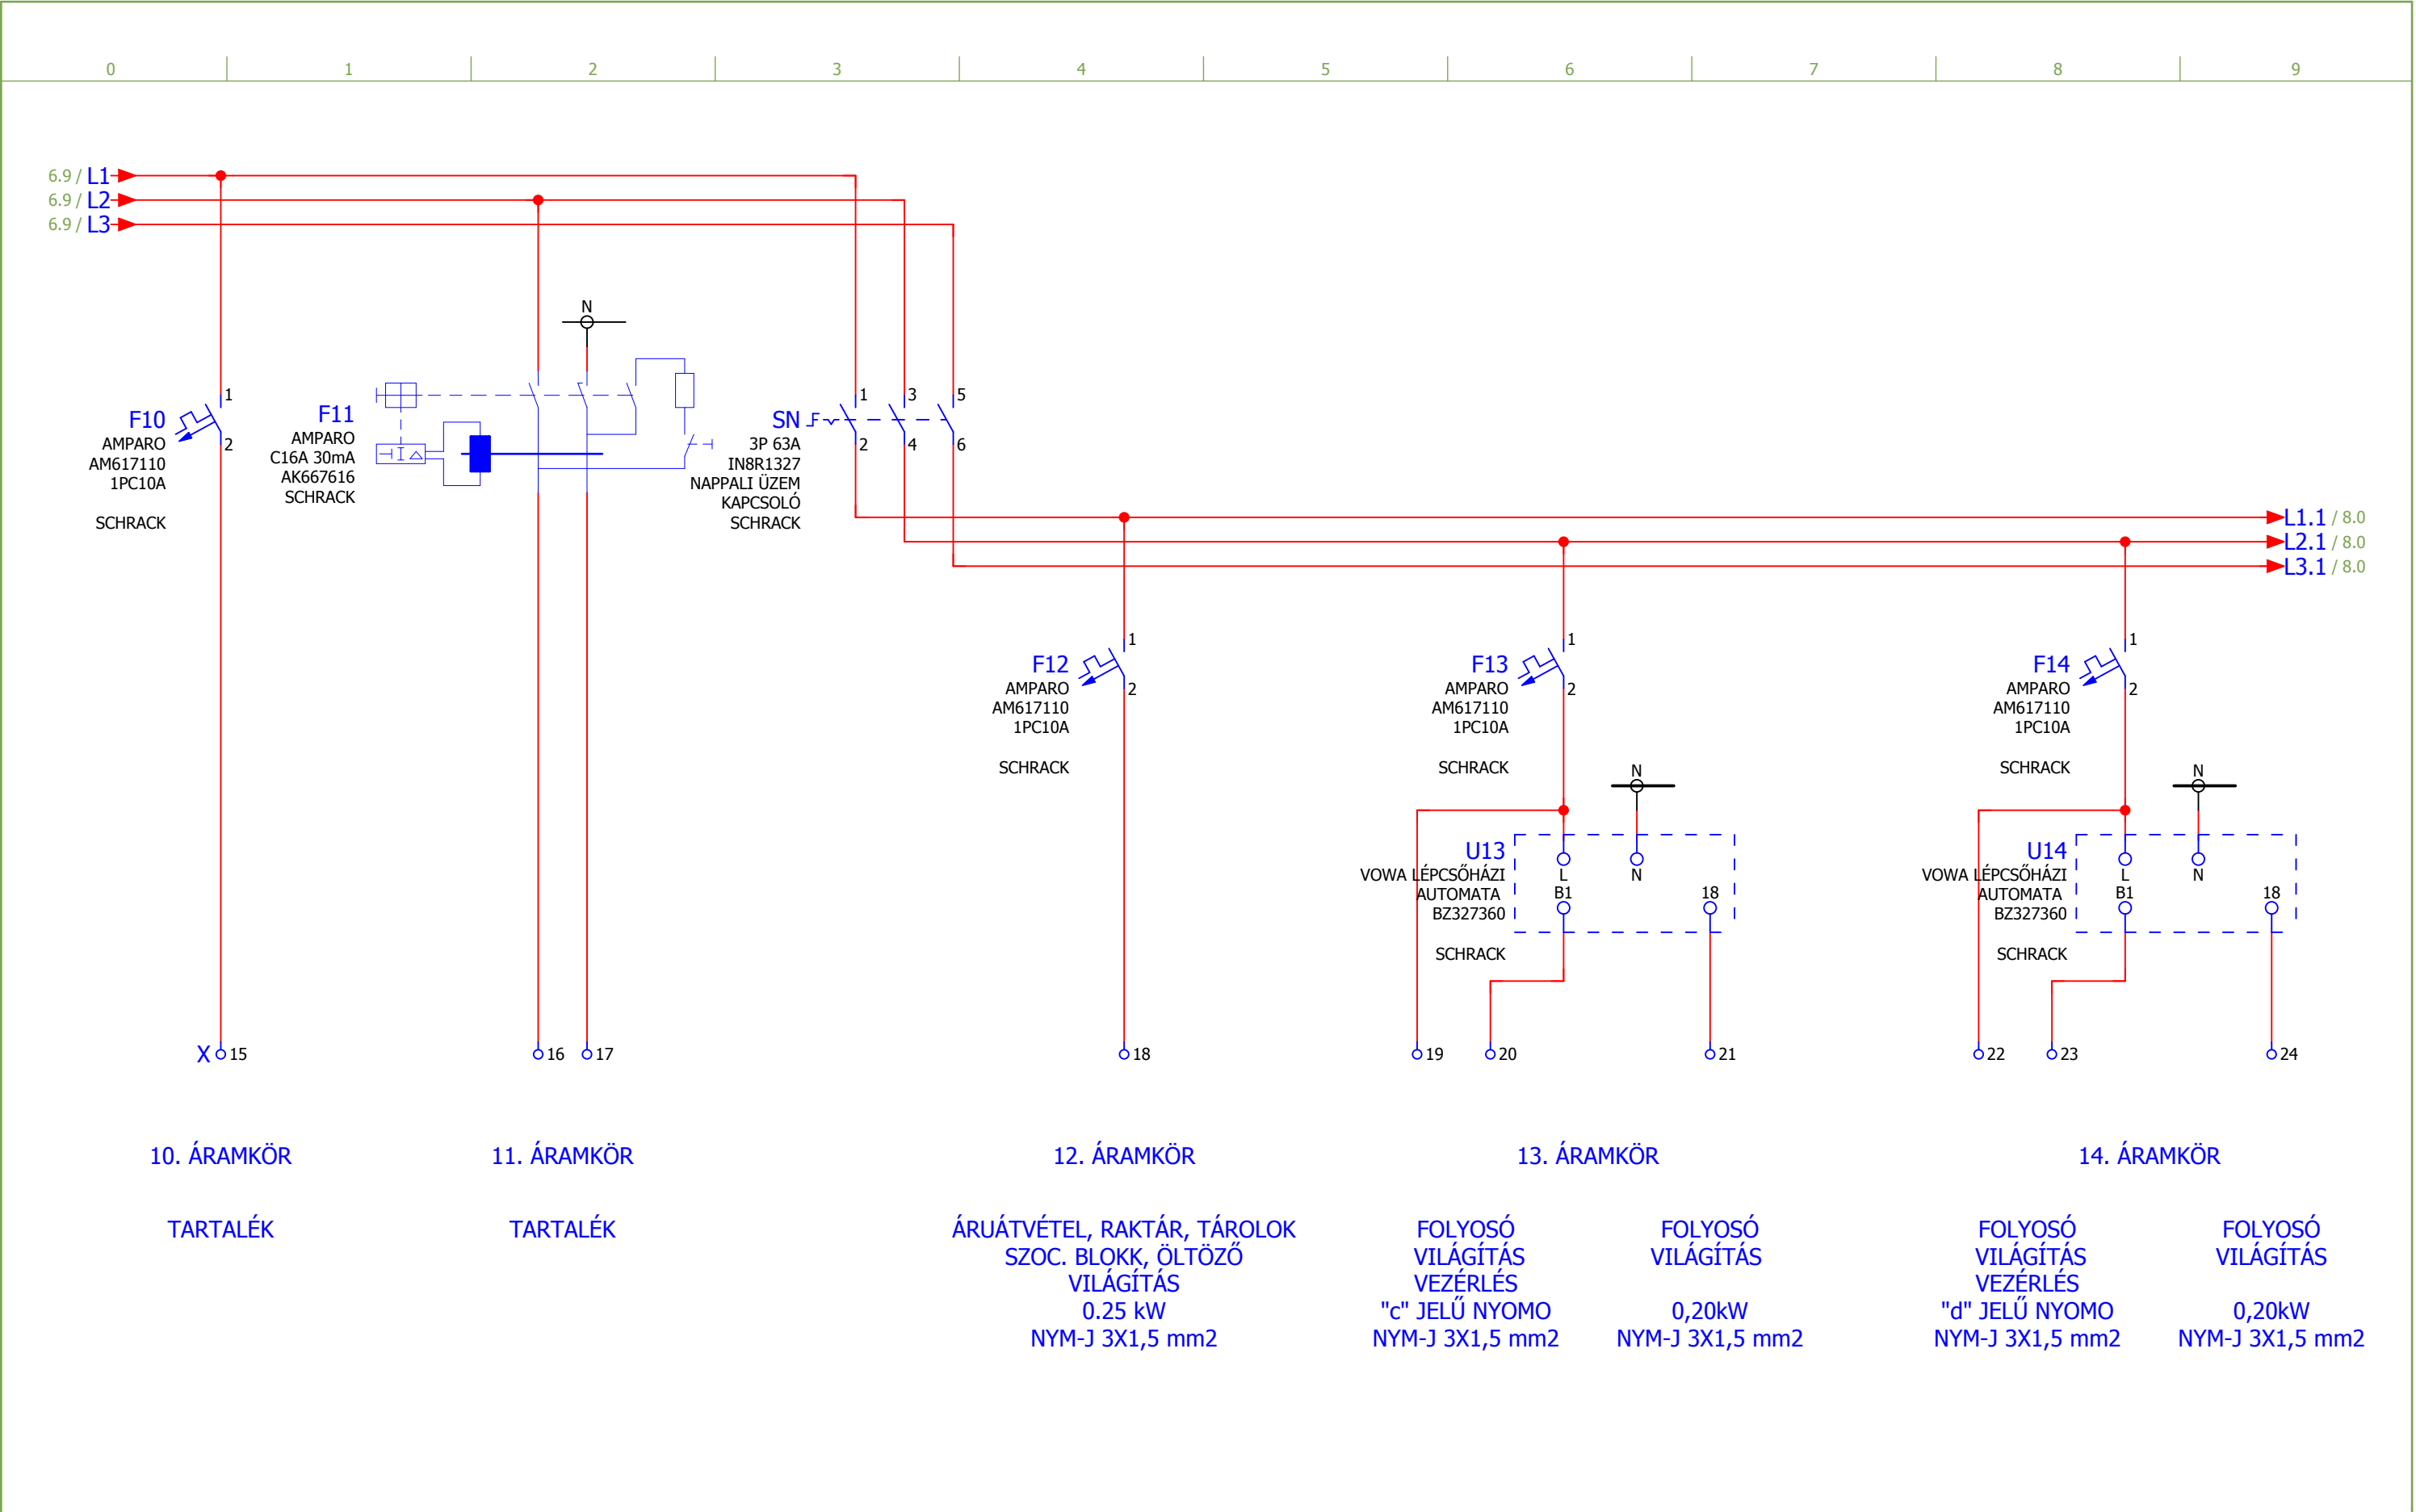 0 1 2 3 4 5 6 7 8 9
6.9 / L1
6.9 / L2
6.9 / L3
N
F10
AMPARO
AM617110
1PC10A
SCHRACK
1
2
F11
AMPARO
C16A 30mA
AK667616
SCHRACK
I
SN
3P 63A
IN8R1327
NAPPALI ÜZEM
KAPCSOLÓ
SCHRACK
1 3 5
2 4 6
L1.1 / 8.0
L2.1 / 8.0
L3.1 / 8.0
F12
AMPARO
AM617110
1PC10A
SCHRACK
1
2
F13
AMPARO
AM617110
1PC10A
SCHRACK
1
2
N
U13
VOWA LÉPCSŐHÁZI
AUTOMATA
BZ327360
SCHRACK
L N
B1 18
F14
AMPARO
AM617110
1PC10A
SCHRACK
1
2
N
U14
VOWA LÉPCSŐHÁZI
AUTOMATA
BZ327360
SCHRACK
L N
B1 18
X 15 16 17 18 19 20 21 22 23 24
10. ÁRAMKÖR
TARTALÉK
11. ÁRAMKÖR
TARTALÉK
12. ÁRAMKÖR
ÁRUÁTVÉTEL, RAKTÁR, TÁROLOK
SZOC. BLOKK, ÖLTÖZŐ
VILÁGÍTÁS
0.25 kW
NYM-J 3X1,5 mm2
13. ÁRAMKÖR
FOLYOSÓ
VILÁGÍTÁS
VEZÉRLÉS
"c" JELŰ NYOMO
NYM-J 3X1,5 mm2
FOLYOSÓ
VILÁGÍTÁS
0,20kW
NYM-J 3X1,5 mm2
14. ÁRAMKÖR
FOLYOSÓ
VILÁGÍTÁS
VEZÉRLÉS
"d" JELŰ NYOMO
NYM-J 3X1,5 mm2
FOLYOSÓ
VILÁGÍTÁS
0,20kW
NYM-J 3X1,5 mm2